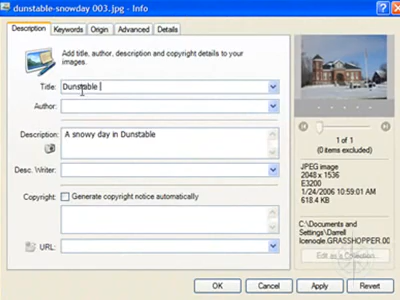 dunstable-snowday 003.jpg - Info
Description Keywords Origin Advanced Details
Add title, author, description and copyright details to your
images.
Title: Dunstable
Author:
Description: A snowy day in Dunstable
Desc. Writer:
Copyright: Generate copyright notice automatically
URL:
1 of 1
(0 items excluded)
JPEG image
2048 x 1536
E3200
1/24/2006 10:59:01 AM
618.4 KB
C:\Documents and
Settings\Darrell
Icenogle.GRASSHOPPER.00
Embed as a Collection...
OK Cancel Apply Revert